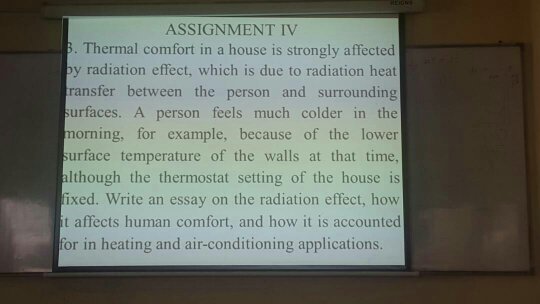 REIGNS
ASSIGNMENT IV
3. Thermal comfort in a house is strongly affected
by radiation effect, which is due to radiation heat
transfer between the person and surrounding
surfaces. A person feels much colder in the
morning, for example, because of the lower
surface temperature of the walls at that time,
although the thermostat setting of the house is
fixed. Write an essay on the radiation effect, how
it affects human comfort, and how it is accounted
for in heating and air-conditioning applications.